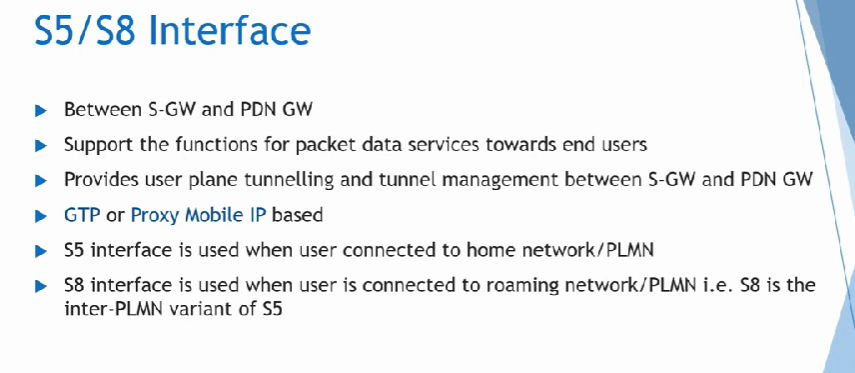 S5/S8 Interface
Between S-GW and PDN GW
Support the functions for packet data services towards end users
Provides user plane tunnelling and tunnel management between S-GW and PDN GW
GTP or Proxy Mobile IP based
S5 interface is used when user connected to home network/PLMN
S8 interface is used when user is connected to roaming network/PLMN i.e. S8 is the
inter-PLMN variant of S5